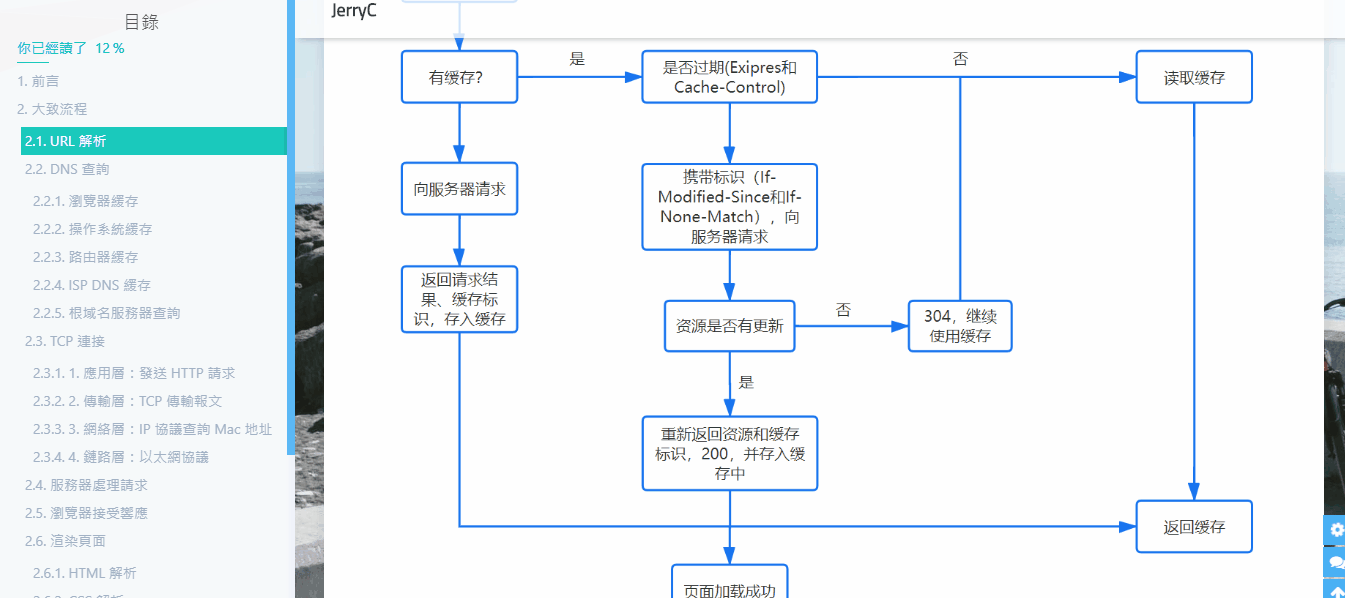 目錄
你已經讀了 12 %
1. 前言
2. 大致流程
2.1. URL 解析
2.2. DNS 查詢
2.2.1. 瀏覽器緩存
2.2.2. 操作系統緩存
2.2.3. 路由器緩存
2.2.4. ISP DNS 緩存
2.2.5. 根域名服務器查詢
2.3. TCP 連接
2.3.1. 1. 應用層：發送 HTTP 請求
2.3.2. 2. 傳輸層：TCP 傳輸報文
2.3.3. 3. 網絡層：IP 協議查詢 Mac 地址
2.3.4. 4. 鏈路層：以太網協議
2.4. 服務器處理請求
2.5. 瀏覽器接受響應
2.6. 渲染頁面
2.6.1. HTML 解析
JerryC
有缓存?
是
是否过期(Exipres和
Cache-Control)
否
读取缓存
向服务器请求
携带标识（If-
Modified-Since和If-
None-Match），向
服务器请求
返回请求结
果、缓存标
识，存入缓存
资源是否有更新
否
304，继续
使用缓存
是
重新返回资源和缓存
标识，200，并存入缓
存中
返回缓存
页面加载成功